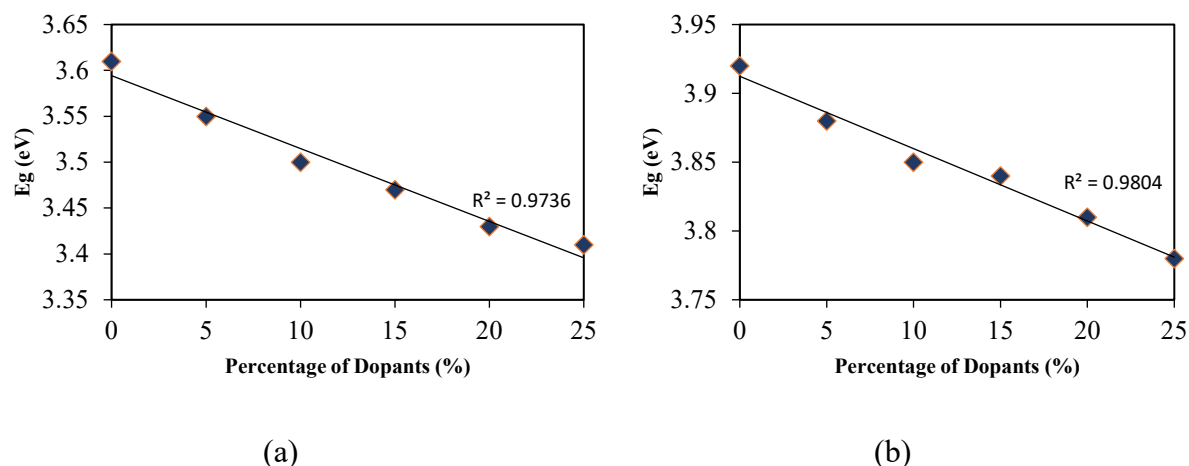 3.65
3.6
3.55
3.5
3.45
3.4
3.35
Eg (eV)
R² = 0.9736
0 5 10 15 20 25
Percentage of Dopants (%)
(a)
3.95
3.9
3.85
3.8
3.75
Eg (eV)
R² = 0.9804
0 5 10 15 20 25
Percentage of Dopants (%)
(b)